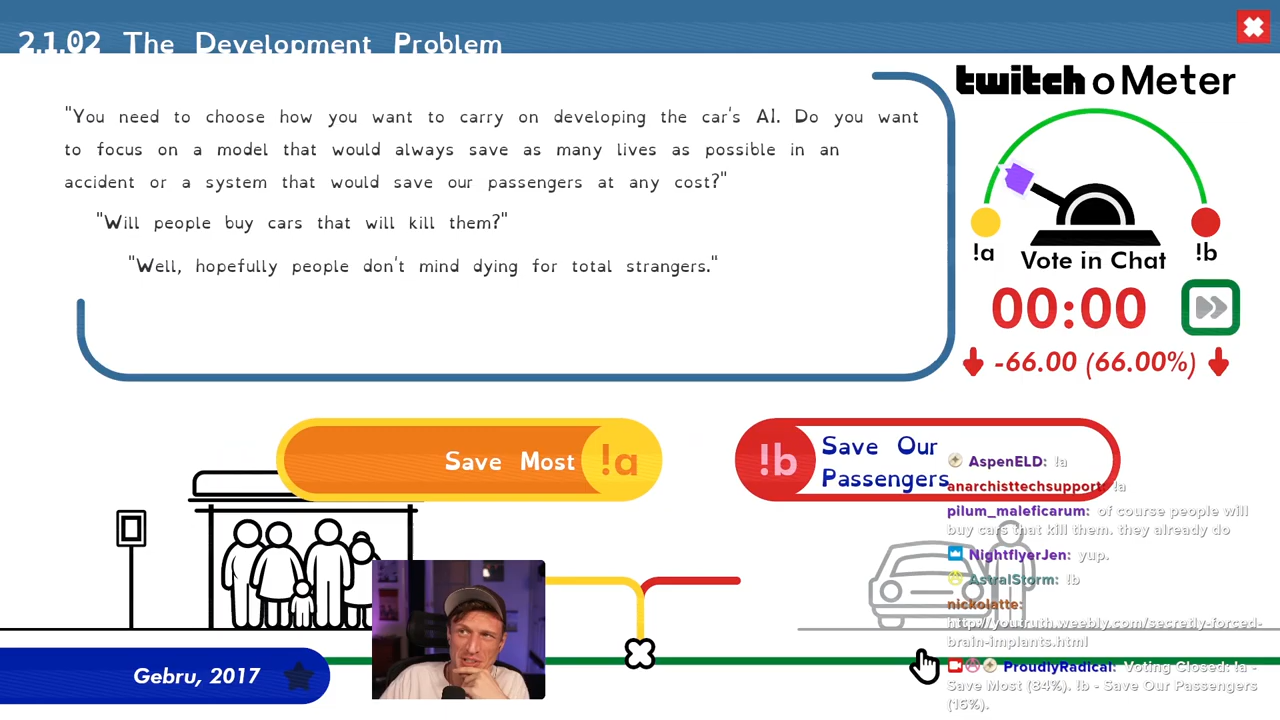 2.1.02 The Development Problem
"You need to choose how you want to carry on developing the car's AI. Do you want
to focus on a model that would always save as many lives as possible in an
accident or a system that would save our passengers at any cost?"
"Will people buy cars that will kill them?"
"Well, hopefully people don't mind dying for total strangers."
twitch o Meter
!a
Vote in Chat
!b
00:00
-66.00 (66.00%)
Save Most !a
!b Save Our
Passengers
AspenELD: !a
anarchisttechsupport: !a
pilum_maleficarum: of course people will
buy cars that kill them. they already do
NightflyerJen: yup.
AstralStorm: !b
nickolatte:
http://youtruth.weebly.com/secretly-forced-
brain-implants.html
ProudlyRadical: Voting Closed: !a -
Save Most (84%). !b - Save Our Passengers
(16%).
Gebru, 2017